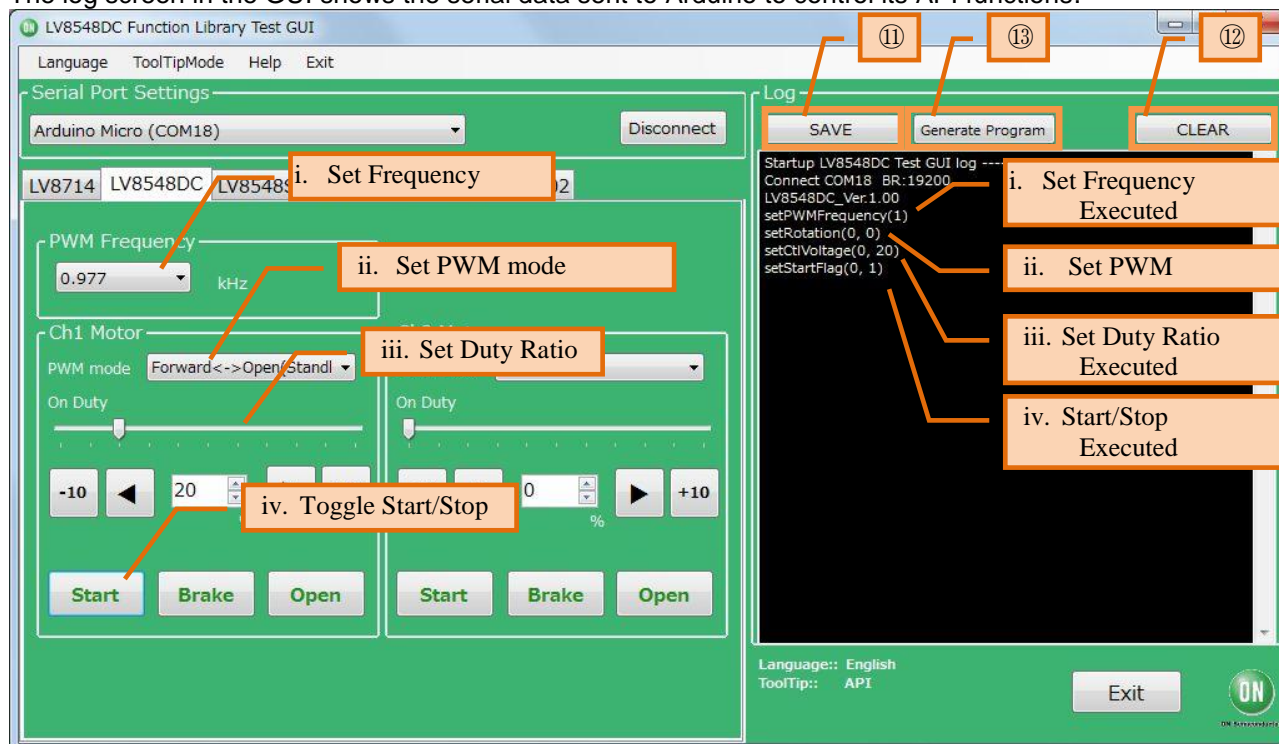 The log screen in the GUI shows the serial data sent to Arduino to control its API functions.
LV8548DC Function Library Test GUI
Language ToolTipMode Help Exit
Serial Port Settings
Arduino Micro (COM18)
Disconnect
LV8714 LV8548DC LV8548S
i. Set Frequency
PWM Frequency
0.977
kHz
ii. Set PWM mode
Ch1 Motor
PWM mode Forward<->Open(Standl
iii. Set Duty Ratio
On Duty
On Duty
-10
◀
20
iv. Toggle Start/Stop
0
▶
+10
%
Start Brake Open
Start Brake Open
⑪
⑬
⑫
Log
SAVE
Generate Program
CLEAR
Startup LV8548DC Test GUI log ----
Connect COM18 BR:19200
LV8548DC_Ver.1.00
setPWMFrequency(1)
setRotation(0, 0)
setCtlVoltage(0, 20)
setStartFlag(0, 1)
i. Set Frequency
Executed
ii. Set PWM
iii. Set Duty Ratio
Executed
iv. Start/Stop
Executed
Language:: English
ToolTip:: API
Exit
ON